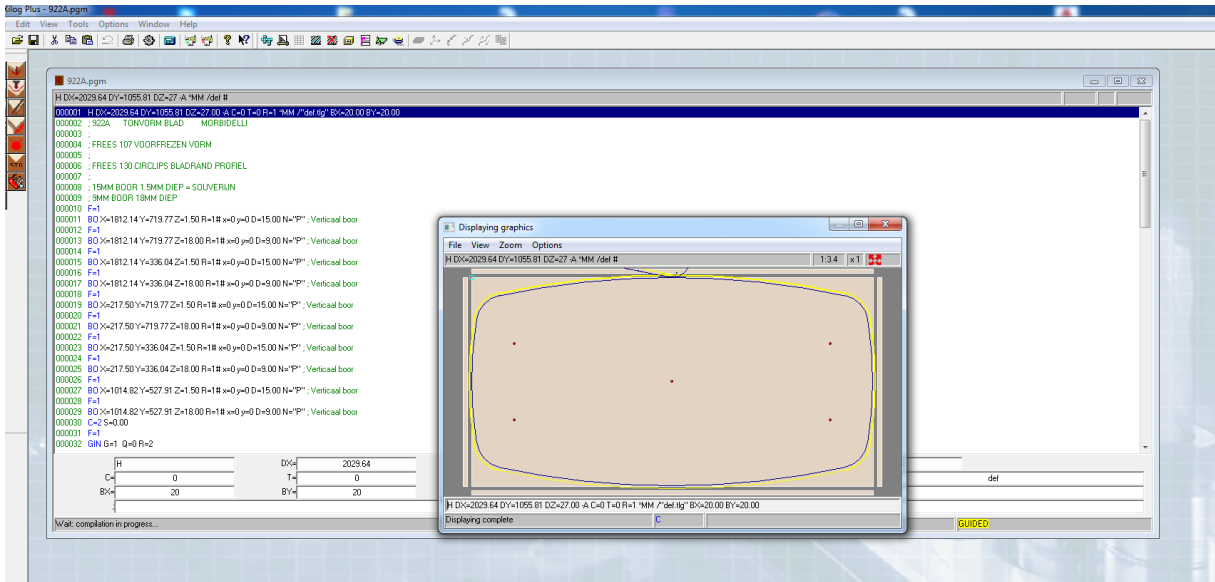 Xilog Plus - 922A.pgm
Edit View Tools Options Window Help
922A.pgm
H DX=2029.64 DY=1055.81 DZ=27 -A *MM /def #
000001 H DX=2029.64 DY=1055.81 DZ=27.00 -A C=0 T=0 R=1 *MM /"def.tlg" BX=20.00 BY=20.00
000002 ; 922A TONVORM BLAD MORBIDELLI
000003 ;
000004 ; FREES 107 VOORFREZEN VORM
000005 ;
000006 ; FREES 130 CIRCLIPS BLADRAND PROFIEL
000007 ;
000008 ; 15MM BOOR 1.5MM DIEP = SOUVERIJN
000009 ; 9MM BOOR 18MM DIEP
000010 F=1
000011 BO X=1812.14 Y=719.77 Z=1.50 R=1# x=0 y=0 D=15.00 N="P" ; Verticaal boor
000012 F=1
000013 BO X=1812.14 Y=719.77 Z=18.00 R=1# x=0 y=0 D=9.00 N="P" ; Verticaal boor
000014 F=1
000015 BO X=1812.14 Y=336.04 Z=1.50 R=1# x=0 y=0 D=15.00 N="P" ; Verticaal boor
000016 F=1
000017 BO X=1812.14 Y=336.04 Z=18.00 R=1# x=0 y=0 D=9.00 N="P" ; Verticaal boor
000018 F=1
000019 BO X=217.50 Y=719.77 Z=1.50 R=1# x=0 y=0 D=15.00 N="P" ; Verticaal boor
000020 F=1
000021 BO X=217.50 Y=719.77 Z=18.00 R=1# x=0 y=0 D=9.00 N="P" ; Verticaal boor
000022 F=1
000023 BO X=217.50 Y=336.04 Z=1.50 R=1# x=0 y=0 D=15.00 N="P" ; Verticaal boor
000024 F=1
000025 BO X=217.50 Y=336.04 Z=18.00 R=1# x=0 y=0 D=9.00 N="P" ; Verticaal boor
000026 F=1
000027 BO X=1014.82 Y=527.91 Z=1.50 R=1# x=0 y=0 D=15.00 N="P" ; Verticaal boor
000028 F=1
000029 BO X=1014.82 Y=527.91 Z=18.00 R=1# x=0 y=0 D=9.00 N="P" ; Verticaal boor
000030 C=2 S=0.00
000031 F=1
000032 GIN G=1 Q=0 R=2
H DX= 2029.64
C= 0 T= 0 def
BX= 20 BY= 20
;
Wait: compilation in progress... GUIDED
Displaying graphics
File View Zoom Options
H DX=2029.64 DY=1055.81 DZ=27 -A *MM /def # 1:3.4 x1
H DX=2029.64 DY=1055.81 DZ=27.00 -A C=0 T=0 R=1 *MM /"def.tlg" BX=20.00 BY=20.00
Displaying complete C